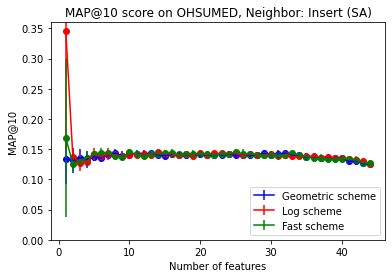 MAP@10 score on OHSUMED, Neighbor: Insert (SA)
MAP@10
0.35
0.30
0.25
0.20
0.15
0.10
0.05
0.00
Geometric scheme
Log scheme
Fast scheme
0 10 20 30 40
Number of features